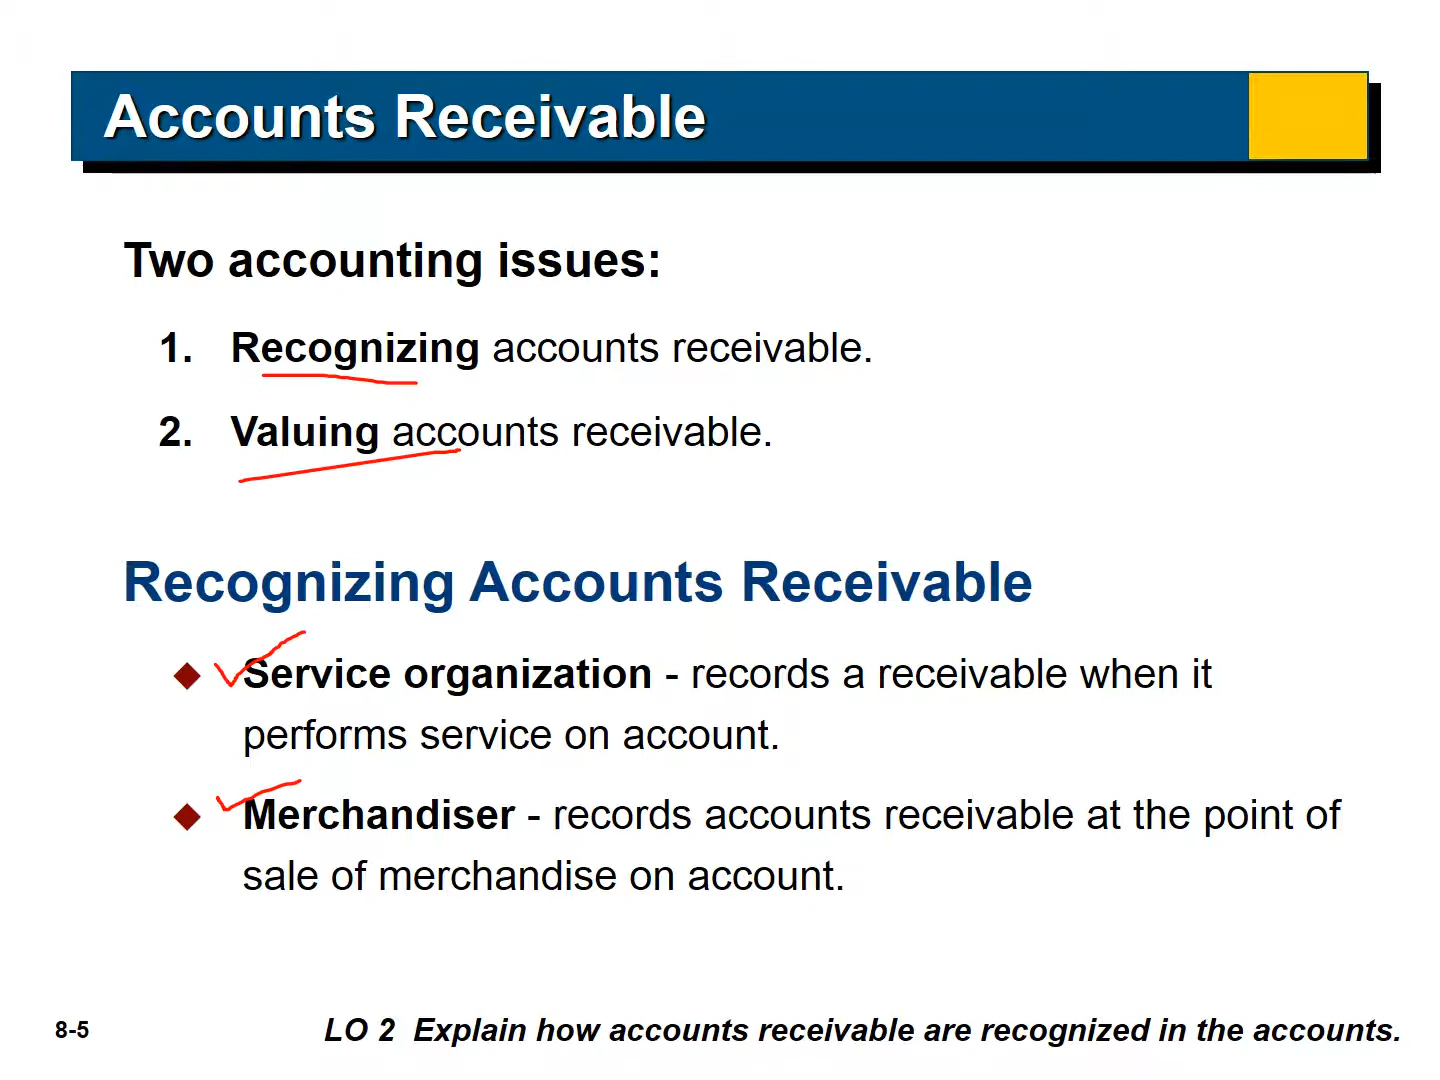 Accounts Receivable
Two accounting issues:
1. Recognizing accounts receivable.
2. Valuing accounts receivable.
Recognizing Accounts Receivable
Service organization - records a receivable when it
performs service on account.
Merchandiser - records accounts receivable at the point of
sale of merchandise on account.
8-5
LO 2 Explain how accounts receivable are recognized in the accounts.